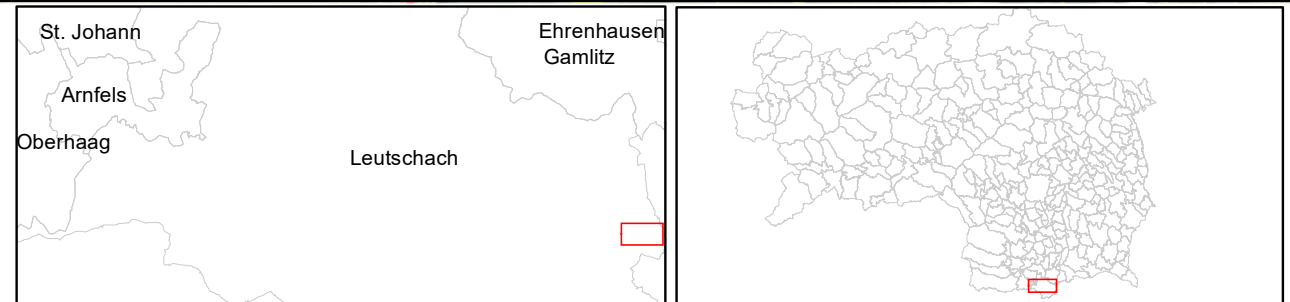 St. Johann
Ehrenhausen
Gamlitz
Arnfels
Oberhaag
Leutschach